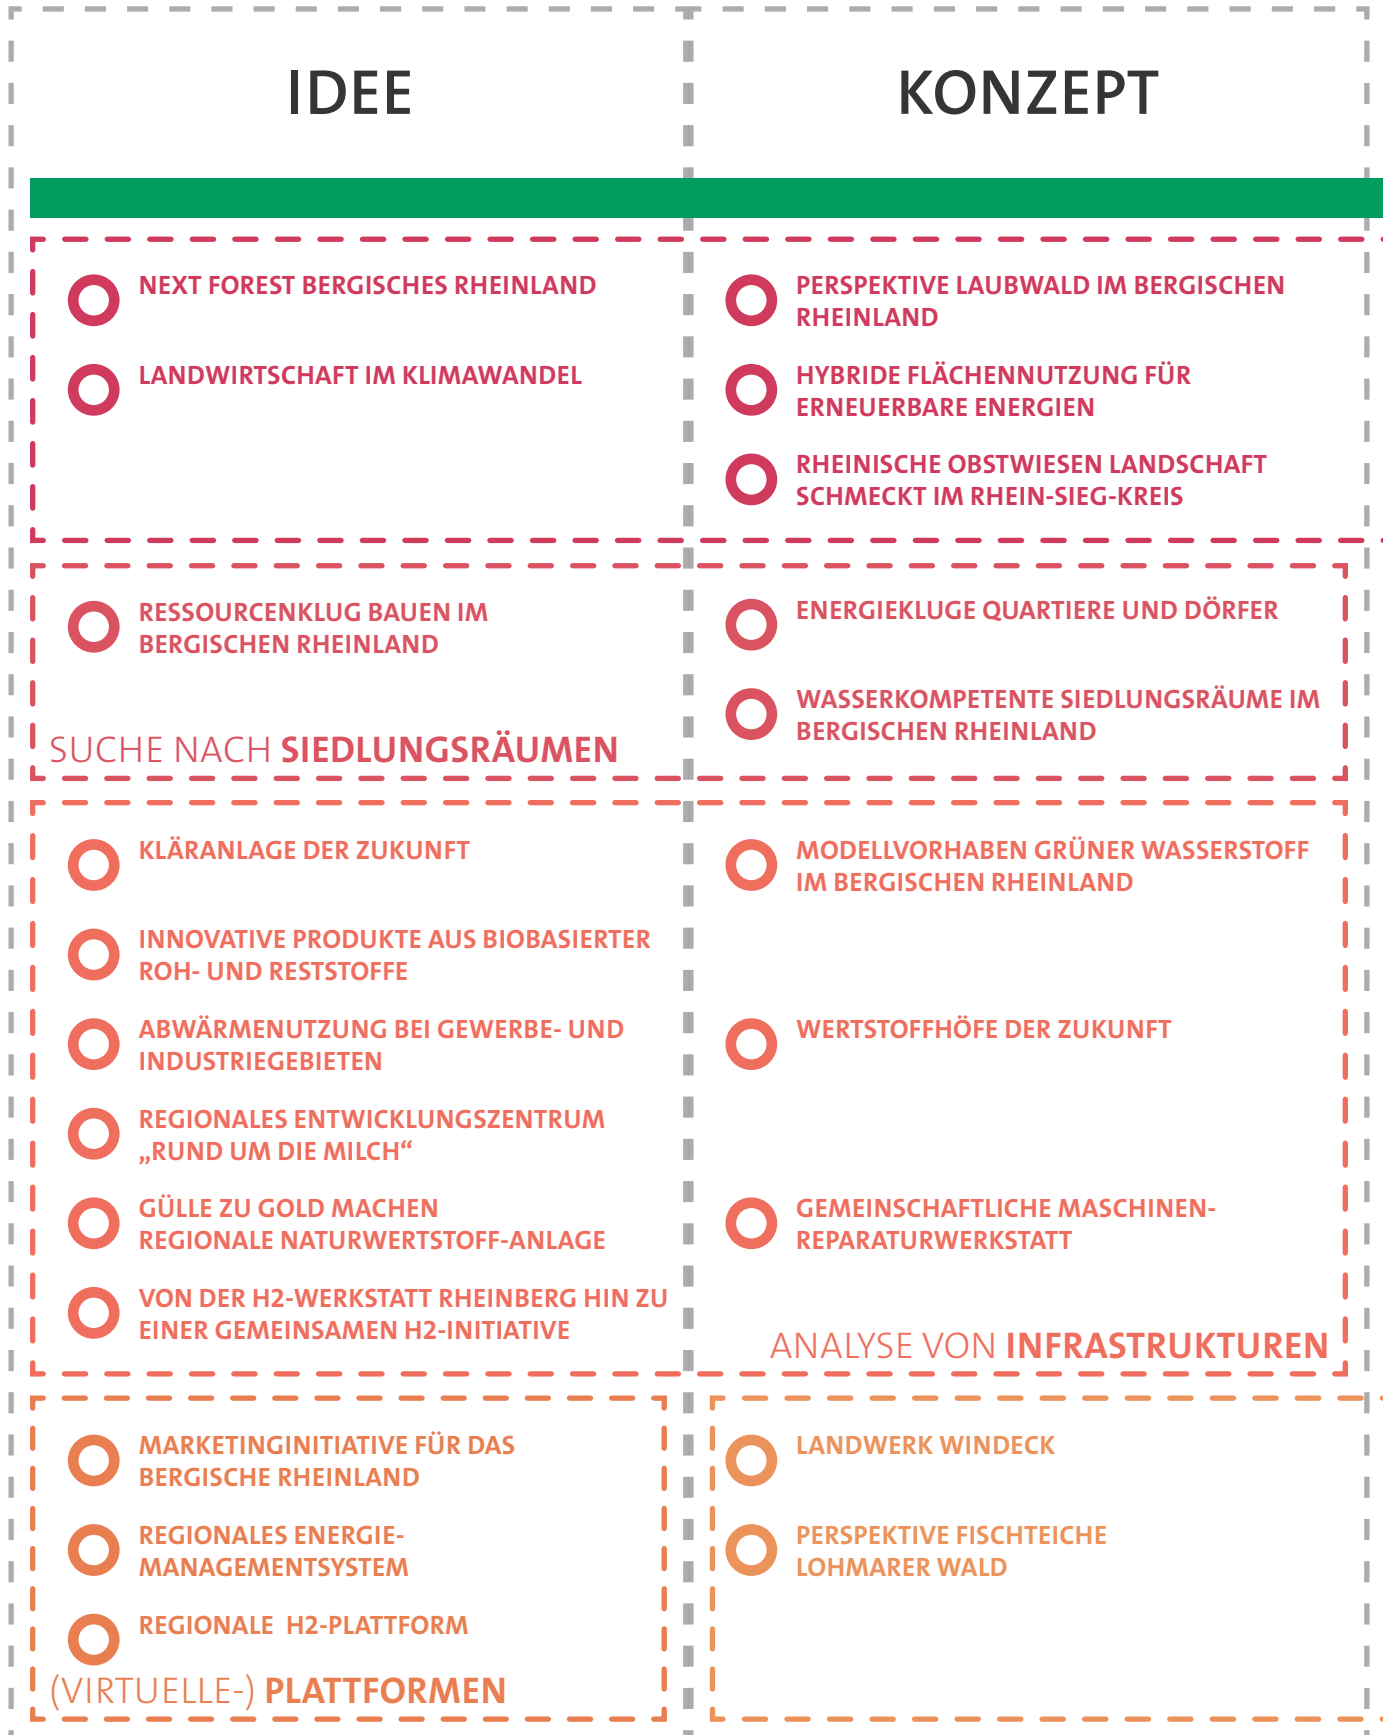 IDEE
KONZEPT
NEXT FOREST BERGISCHES RHEINLAND
LANDWIRTSCHAFT IM KLIMAWANDEL
PERSPEKTIVE LAUBWALD IM BERGISCHEN
RHEINLAND
HYBRIDE FLÄCHENNUTZUNG FÜR
ERNEUERBARE ENERGIEN
RHEINISCHE OBSTWIESEN LANDSCHAFT
SCHMECKT IM RHEIN-SIEG-KREIS
RESSOURCENKLUG BAUEN IM
BERGISCHEN RHEINLAND
SUCHE NACH SIEDLUNGSRÄUMEN
ENERGIEKLUGE QUARTIERE UND DÖRFER
WASSERKOMPETENTE SIEDLUNGSRÄUME IM
BERGISCHEN RHEINLAND
KLÄRANLAGE DER ZUKUNFT
INNOVATIVE PRODUKTE AUS BIOBASIERTER
ROH- UND RESTSTOFFE
ABWÄRMENUTZUNG BEI GEWERBE- UND
INDUSTRIEGEBIETEN
REGIONALES ENTWICKLUNGSZENTRUM
„RUND UM DIE MILCH“
GÜLLE ZU GOLD MACHEN
REGIONALE NATURWERTSTOFF-ANLAGE
VON DER H2-WERKSTATT RHEINBERG HIN ZU
EINER GEMEINSAMEN H2-INITIATIVE
MODELLVORHABEN GRÜNER WASSERSTOFF
IM BERGISCHEN RHEINLAND
WERTSTOFFHÖFE DER ZUKUNFT
GEMEINSCHAFTLICHE MASCHINEN-
REPARATURWERKSTATT
ANALYSE VON INFRASTRUKTUREN
MARKETINGINITIATIVE FÜR DAS
BERGISCHE RHEINLAND
REGIONALES ENERGIE-
MANAGEMENTSYSTEM
REGIONALE H2-PLATTFORM
(VIRTUELLE-) PLATTFORMEN
LANDWERK WINDECK
PERSPEKTIVE FISCHTEICHE
LOHMARER WALD